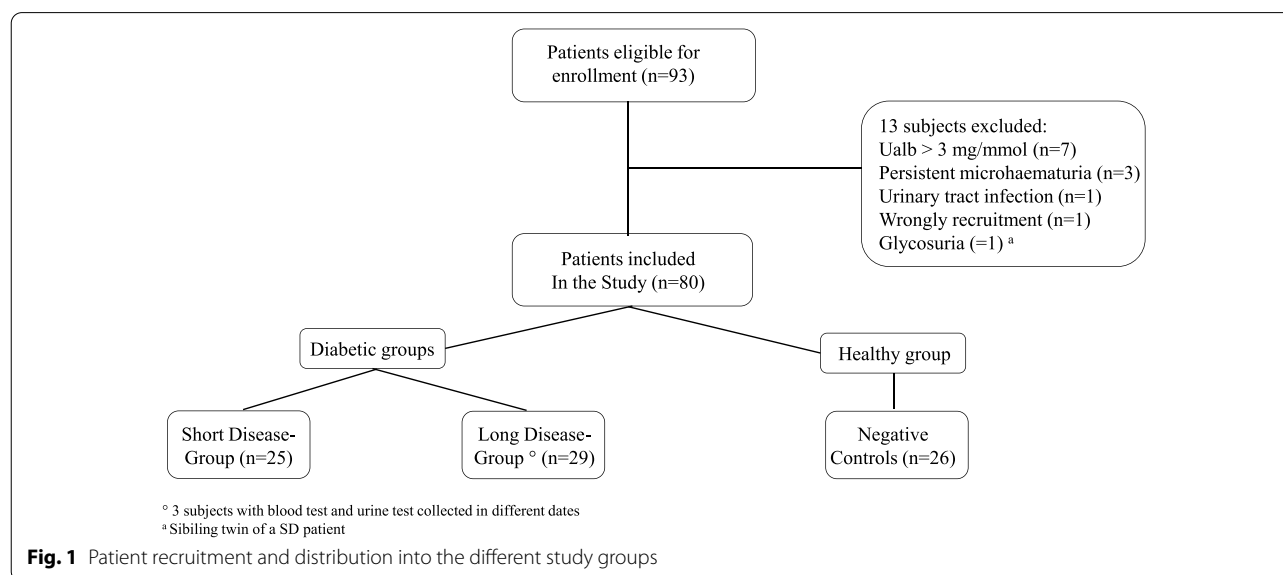 Patients eligible for
enrollment (n=93)
13 subjects excluded:
Ualb > 3 mg/mmol (n=7)
Persistent microhaematuria (n=3)
Urinary tract infection (n=1)
Wrongly recruitment (n=1)
Glycosuria (=1) ª
Patients included
In the Study (n=80)
Diabetic groups
Healthy group
Short Disease-
Group (n=25)
Long Disease-
Group ° (n=29)
Negative
Controls (n=26)
° 3 subjects with blood test and urine test collected in different dates
ª Sibiling twin of a SD patient
Fig. 1 Patient recruitment and distribution into the different study groups